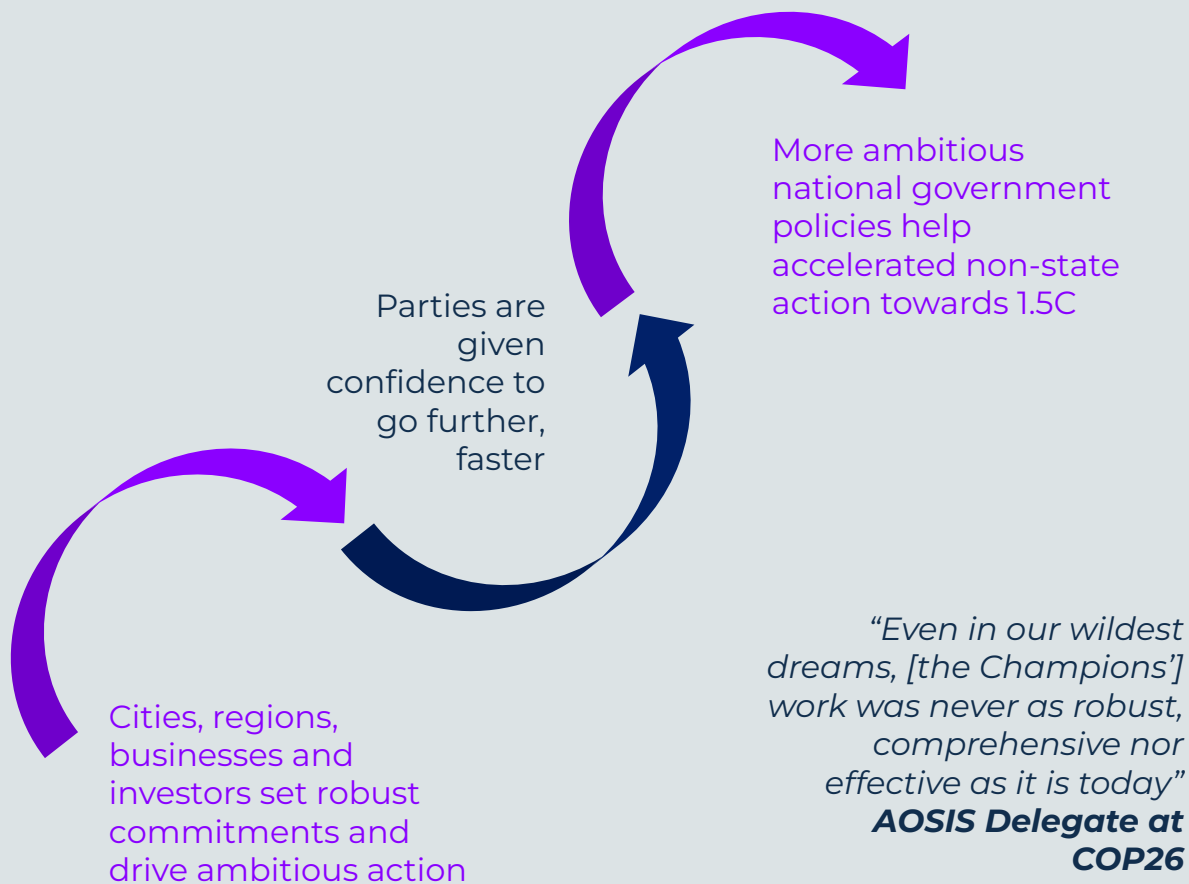 More ambitious
national government
policies help
accelerated non-state
action towards 1.5C
Parties are
given
confidence to
go further,
faster
Cities, regions,
businesses and
investors set robust
commitments and
drive ambitious action
“Even in our wildest
dreams, [the Champions’]
work was never as robust,
comprehensive nor
effective as it is today”
AOSIS Delegate at
COP26